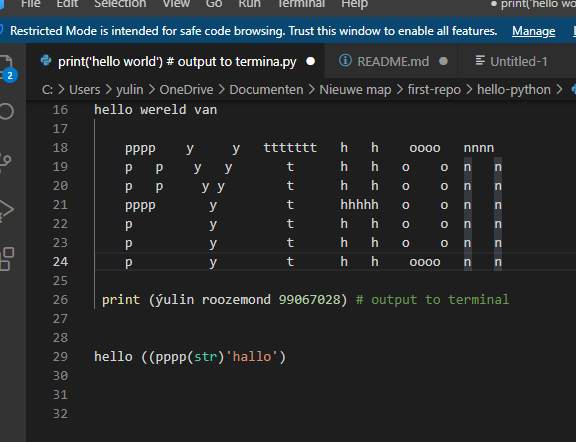 File Edit Selection View Go Run Terminal Help ● print('hello wo
Restricted Mode is intended for safe code browsing. Trust this window to enable all features. Manage
print('hello world') # output to termina.py ● README.md ● Untitled-1
C: > Users > yulin > OneDrive > Documenten > Nieuwe map > first-repo > hello-python >
2
16 hello wereld van
17
18     pppp    y     y   ttttttt   h   h    oooo   nnnn
19     p   p    y   y       t      h   h   o    o  n   n
20     p   p     y y        t      h   h   o    o  n   n
21     pppp       y         t      hhhhh   o    o  n   n
22     p          y         t      h   h   o    o  n   n
23     p          y         t      h   h   o    o  n   n
24     p          y         t      h   h    oooo   n   n
25
26  print (ýulin roozemond 99067028) # output to terminal
27
28
29 hello ((pppp(str)'hallo')
30
31
32